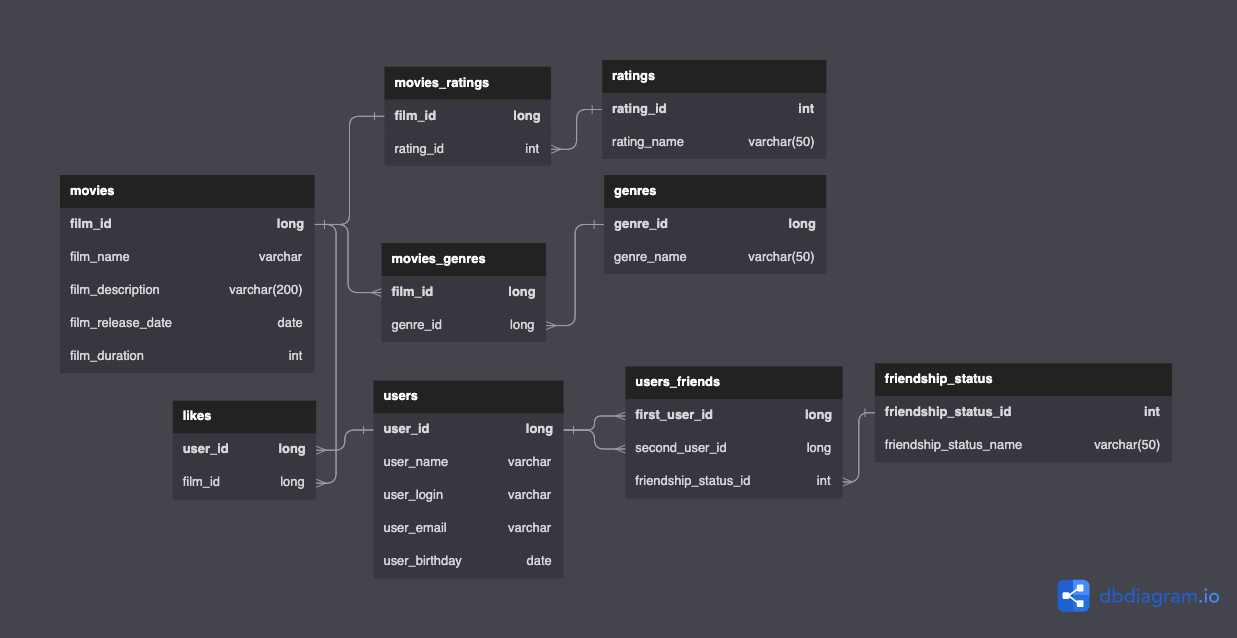 movies_ratings
film_id long
rating_id int
ratings
rating_id int
rating_name varchar(50)
movies
film_id long
film_name varchar
film_description varchar(200)
film_release_date date
film_duration int
genres
genre_id long
genre_name varchar(50)
movies_genres
film_id long
genre_id long
likes
user_id long
film_id long
users
user_id long
user_name varchar
user_login varchar
user_email varchar
user_birthday date
users_friends
first_user_id long
second_user_id long
friendship_status_id int
friendship_status
friendship_status_id int
friendship_status_name varchar(50)
dbdiagram.io